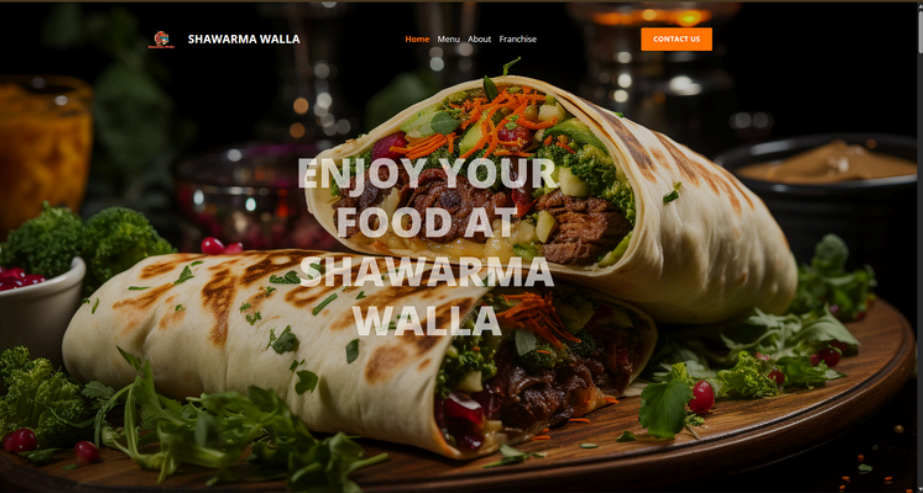 SHAWARMA WALLA
Home Menu About Franchise
CONTACT US
ENJOY YOUR
FOOD AT
SHAWARMA
WALLA